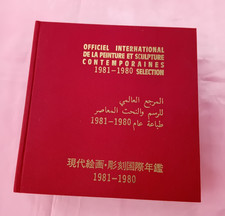 OFFICIEL INTERNATIONAL
DE LA PEINTURE ET SCULPTURE
CONTEMPORAINES
1981-1980 SELECTION
المرجع العالمي
للرسم والنحت المعاصر
طباعة عام 1980-1981
現代絵画・彫刻国際年鑑
1981-1980